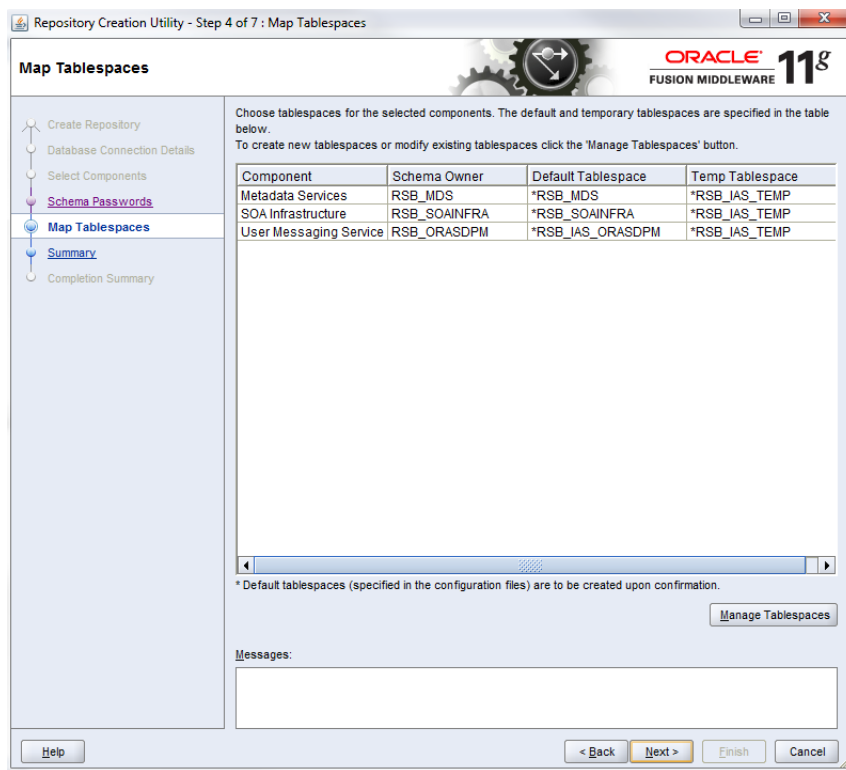 Repository Creation Utility - Step 4 of 7 : Map Tablespaces
Map Tablespaces
ORACLE
FUSION MIDDLEWARE 11g
Create Repository
Database Connection Details
Select Components
Schema Passwords
Map Tablespaces
Summary
Completion Summary
Choose tablespaces for the selected components. The default and temporary tablespaces are specified in the table
below.
To create new tablespaces or modify existing tablespaces click the 'Manage Tablespaces' button.
Component Schema Owner Default Tablespace Temp Tablespace
Metadata Services RSB_MDS *RSB_MDS *RSB_IAS_TEMP
SOA Infrastructure RSB_SOAINFRA *RSB_SOAINFRA *RSB_IAS_TEMP
User Messaging Service RSB_ORASDPM *RSB_IAS_ORASDPM *RSB_IAS_TEMP
* Default tablespaces (specified in the configuration files) are to be created upon confirmation.
Manage Tablespaces
Messages:
Help < Back Next > Finish Cancel